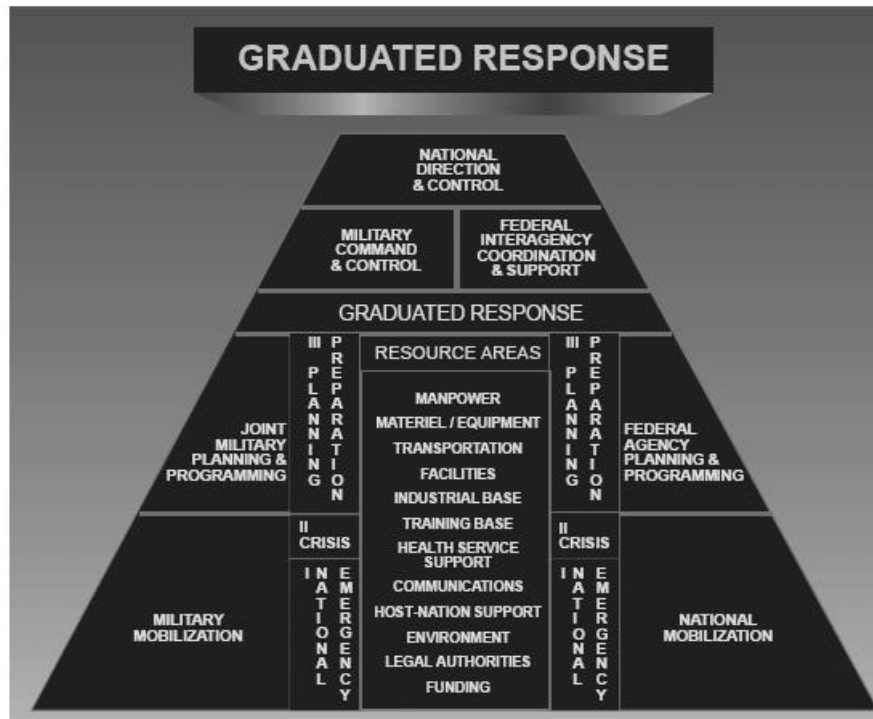 GRADUATED RESPONSE
NATIONAL
DIRECTION
& CONTROL
MILITARY
COMMAND
& CONTROL
FEDERAL
INTERAGENCY
COORDINATION
& SUPPORT
GRADUATED RESPONSE
JOINT
MILITARY
PLANNING &
PROGRAMMING
III PLANNING
PREPARATION
RESOURCE AREAS
MANPOWER
MATERIEL / EQUIPMENT
TRANSPORTATION
FACILITIES
INDUSTRIAL BASE
TRAINING BASE
HEALTH SERVICE
SUPPORT
COMMUNICATIONS
HOST-NATION SUPPORT
ENVIRONMENT
LEGAL AUTHORITIES
FUNDING
III PLANNING
PREPARATION
FEDERAL
AGENCY
PLANNING &
PROGRAMMING
MILITARY
MOBILIZATION
II
CRISIS
I NATIONAL
EMERGENCY
II
CRISIS
I NATIONAL
EMERGENCY
NATIONAL
MOBILIZATION